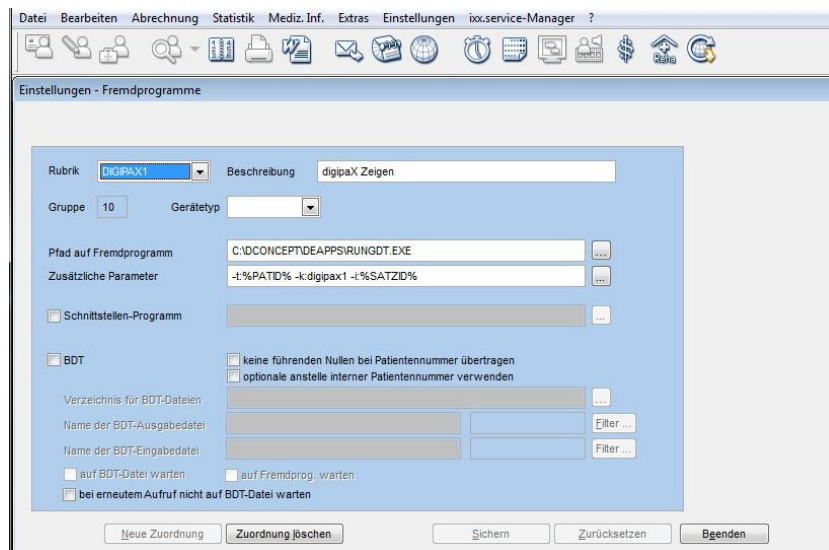 Datei Bearbeiten Abrechnung Statistik Mediz. Inf. Extras Einstellungen ixx.service-Manager ?
Reha
Einstellungen - Fremdprogramme
Rubrik DIGIPAX1 Beschreibung digipaX Zeigen
Gruppe 10 Gerätetyp
Pfad auf Fremdprogramm C:\DCONCEPT\DEAPPS\RUNGDT.EXE ...
Zusätzliche Parameter -t:%PATID% -k:digipax1 -i:%SATZID% ...
Schnittstellen-Programm ...
BDT keine führenden Nullen bei Patientennummer übertragen
optionale anstelle interner Patientennummer verwenden
Verzeichnis für BDT-Dateien ...
Name der BDT-Ausgabedatei Filter ...
Name der BDT-Eingabedatei Filter ...
auf BDT-Datei warten auf Fremdprog. warten
bei erneutem Aufruf nicht auf BDT-Datei warten
Neue Zuordnung Zuordnung löschen Sichern Zurücksetzen Beenden